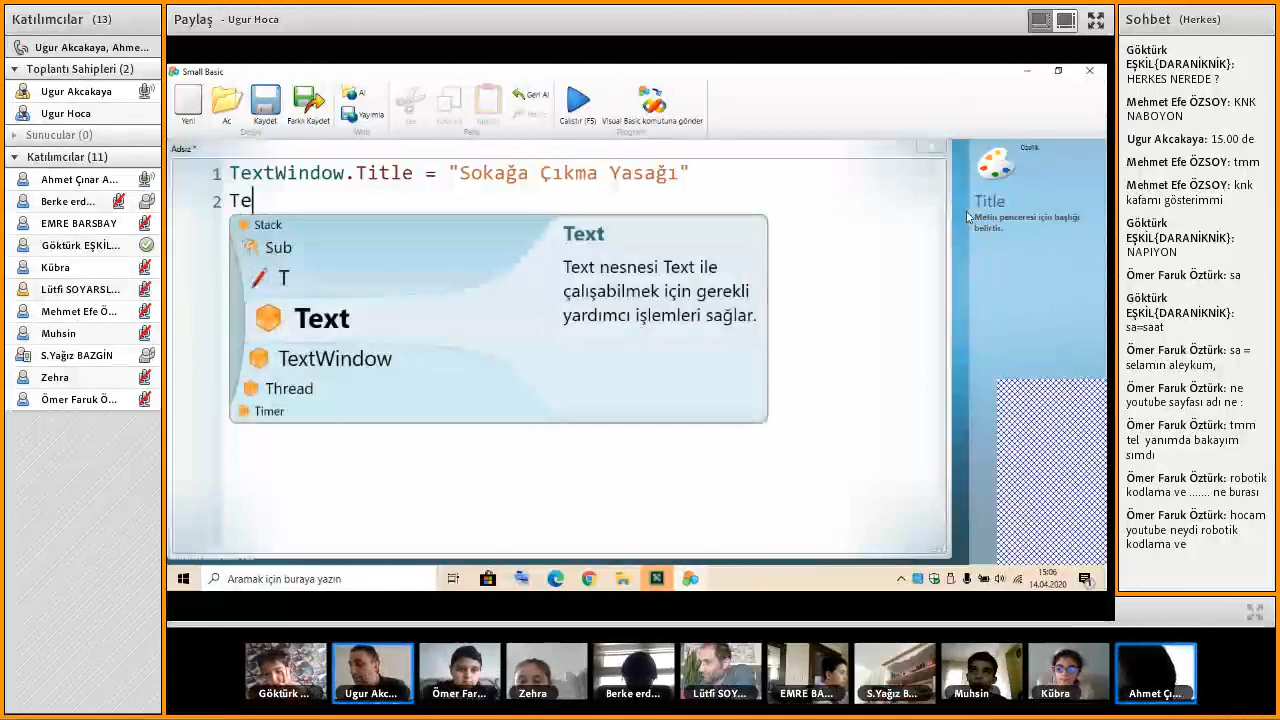 Katılımcılar (13)
Ugur Akcakaya, Ahme...
Toplantı Sahipleri (2)
Ugur Akcakaya
Ugur Hoca
Sunucular (0)
Katılımcılar (11)
Ahmet Çınar A...
Berke erd...
EMRE BARSBAY
Göktürk EŞKİL...
Kübra
Lütfi SOYARSL...
Mehmet Efe Ö...
Muhsin
S.Yağız BAZGİN
Zehra
Ömer Faruk Ö...
Paylaş - Ugur Hoca
Small Basic
Yeni
Aç
Kaydet
Farklı Kaydet
Al
Yayımla
Geri Al
Çalıştır (F5)
Visual Basic komutuna gönder
Program
Adsız *
1 TextWindow.Title = "Sokağa Çıkma Yasağı"
2 Te
Stack
Sub
T
Text
TextWindow
Thread
Timer
Text
Text nesnesi Text ile
çalışabilmek için gerekli
yardımcı işlemleri sağlar.
Özellik
Title
Metin penceresi için başlığı
belirtir.
Aramak için buraya yazın
15:06
14.04.2020
Sohbet (Herkes)
Göktürk
EŞKİL{DARANİKNİK}:
HERKES NEREDE ?
Mehmet Efe ÖZSOY: KNK
NABOYON
Ugur Akcakaya: 15.00 de
Mehmet Efe ÖZSOY: tmm
Mehmet Efe ÖZSOY: knk
kafamı gösterimmi
Göktürk
EŞKİL{DARANİKNİK}:
NAPIYON
Ömer Faruk Öztürk: sa
Göktürk
EŞKİL{DARANİKNİK}:
sa=saat
Ömer Faruk Öztürk: sa =
selamın aleykum,
Ömer Faruk Öztürk: ne
youtube sayfası adı ne :
Ömer Faruk Öztürk: tmm
tel yanımda bakayım
sımdı
Ömer Faruk Öztürk: robotik
kodlama ve ....... ne burası
Ömer Faruk Öztürk: hocam
youtube neydi robotik
kodlama ve
Göktürk ...
Ugur Akc...
Ömer Far...
Zehra
Berke erd...
Lütfi SOY...
EMRE BA...
S.Yağız B...
Muhsin
Kübra
Ahmet Çı...